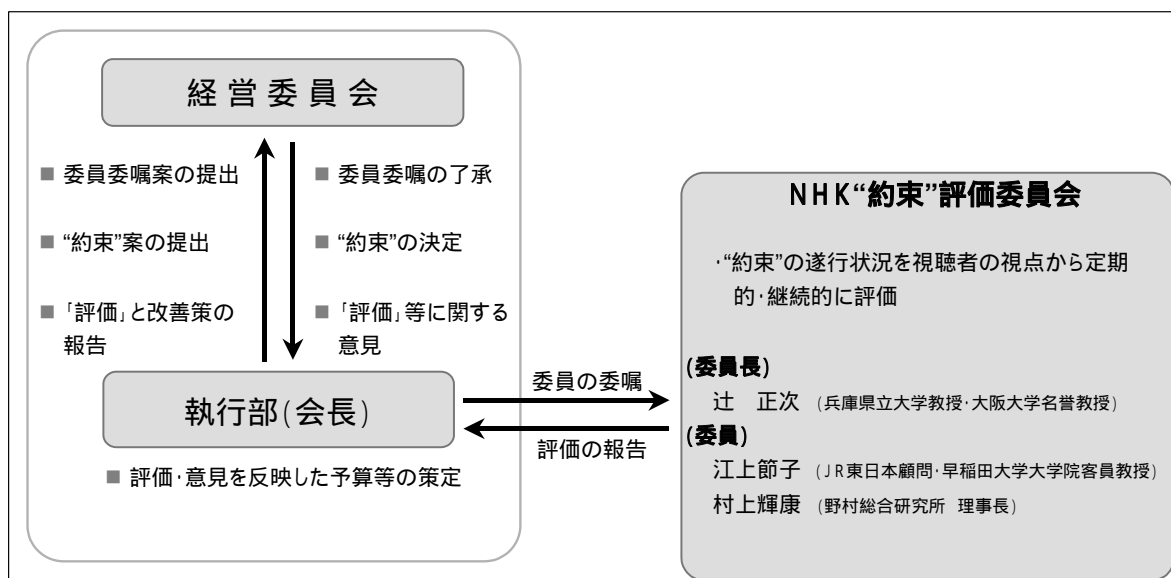 経営委員会
■ 委員委嘱案の提出
■ “約束”案の提出
■ 「評価」と改善策の
報告
■ 委員委嘱の了承
■ “約束”の決定
■ 「評価」等に関する
意見
執行部(会長)
■ 評価・意見を反映した予算等の策定
委員の委嘱
評価の報告
NHK“約束”評価委員会
・“約束”の遂行状況を視聴者の視点から定期
的・継続的に評価
(委員長)
辻 正次 (兵庫県立大学教授・大阪大学名誉教授)
(委員)
江上節子 (JR東日本顧問・早稲田大学大学院客員教授)
村上輝康 (野村総合研究所 理事長)